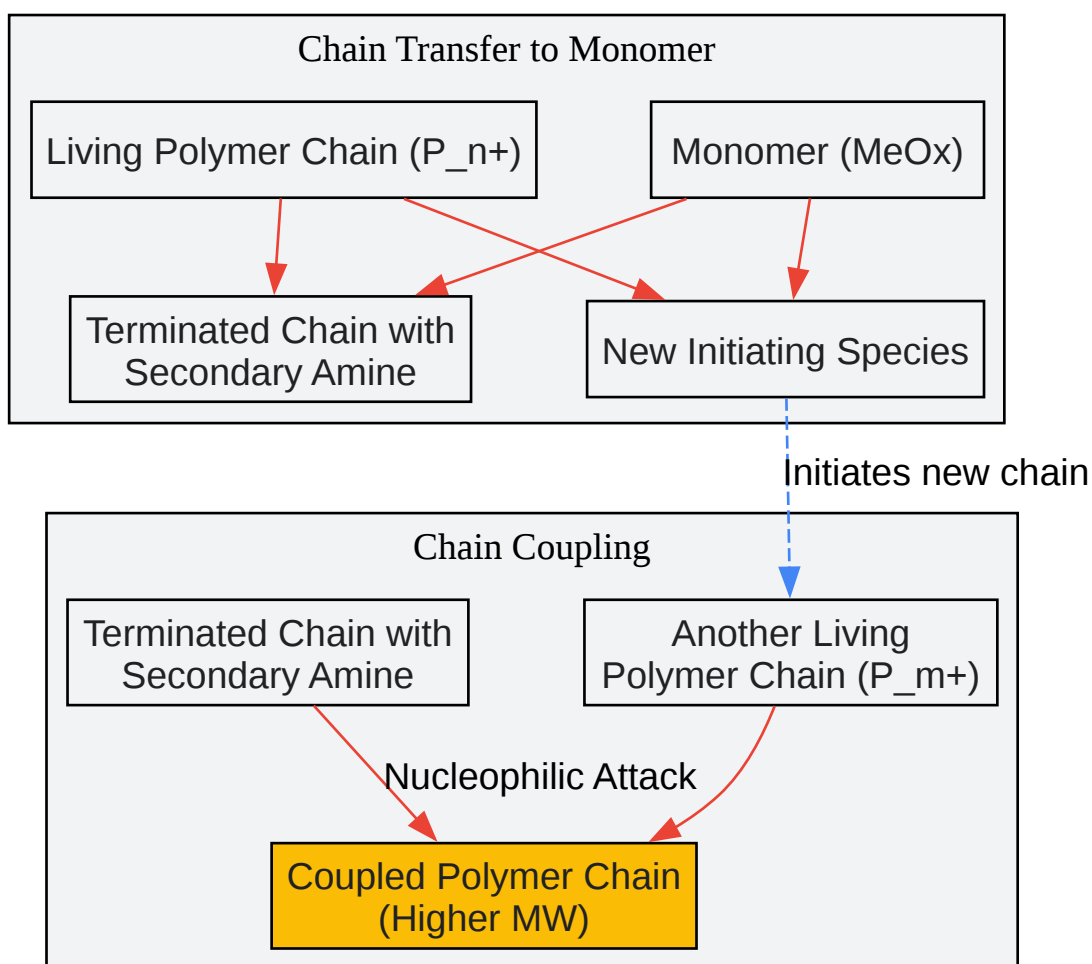 Chain Transfer to Monomer
Living Polymer Chain (P_n+)
Monomer (MeOx)
Terminated Chain with
Secondary Amine
New Initiating Species
Initiates new chain
Chain Coupling
Terminated Chain with
Secondary Amine
Another Living
Polymer Chain (P_m+)
Nucleophilic Attack
Coupled Polymer Chain
(Higher MW)